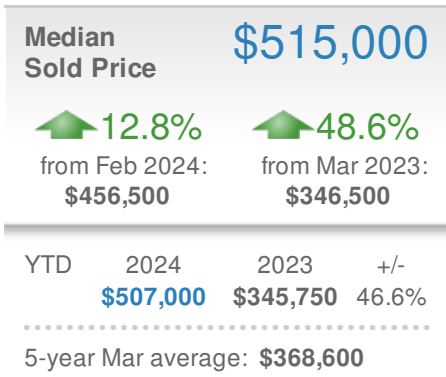 Median
Sold Price
$515,000
12.8%
48.6%
from Feb 2024:
from Mar 2023:
$456,500
$346,500
YTD 2024 2023 +/-
$507,000 $345,750 46.6%
5-year Mar average: $368,600